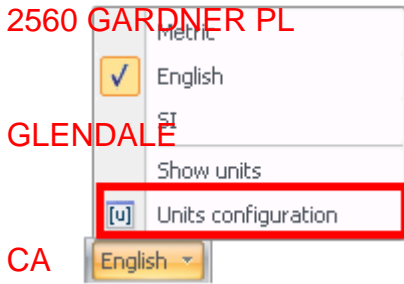 2560 GARDNER PL
Metric
English
GLENDALE
SI
Show units
[u] Units configuration
CA
English